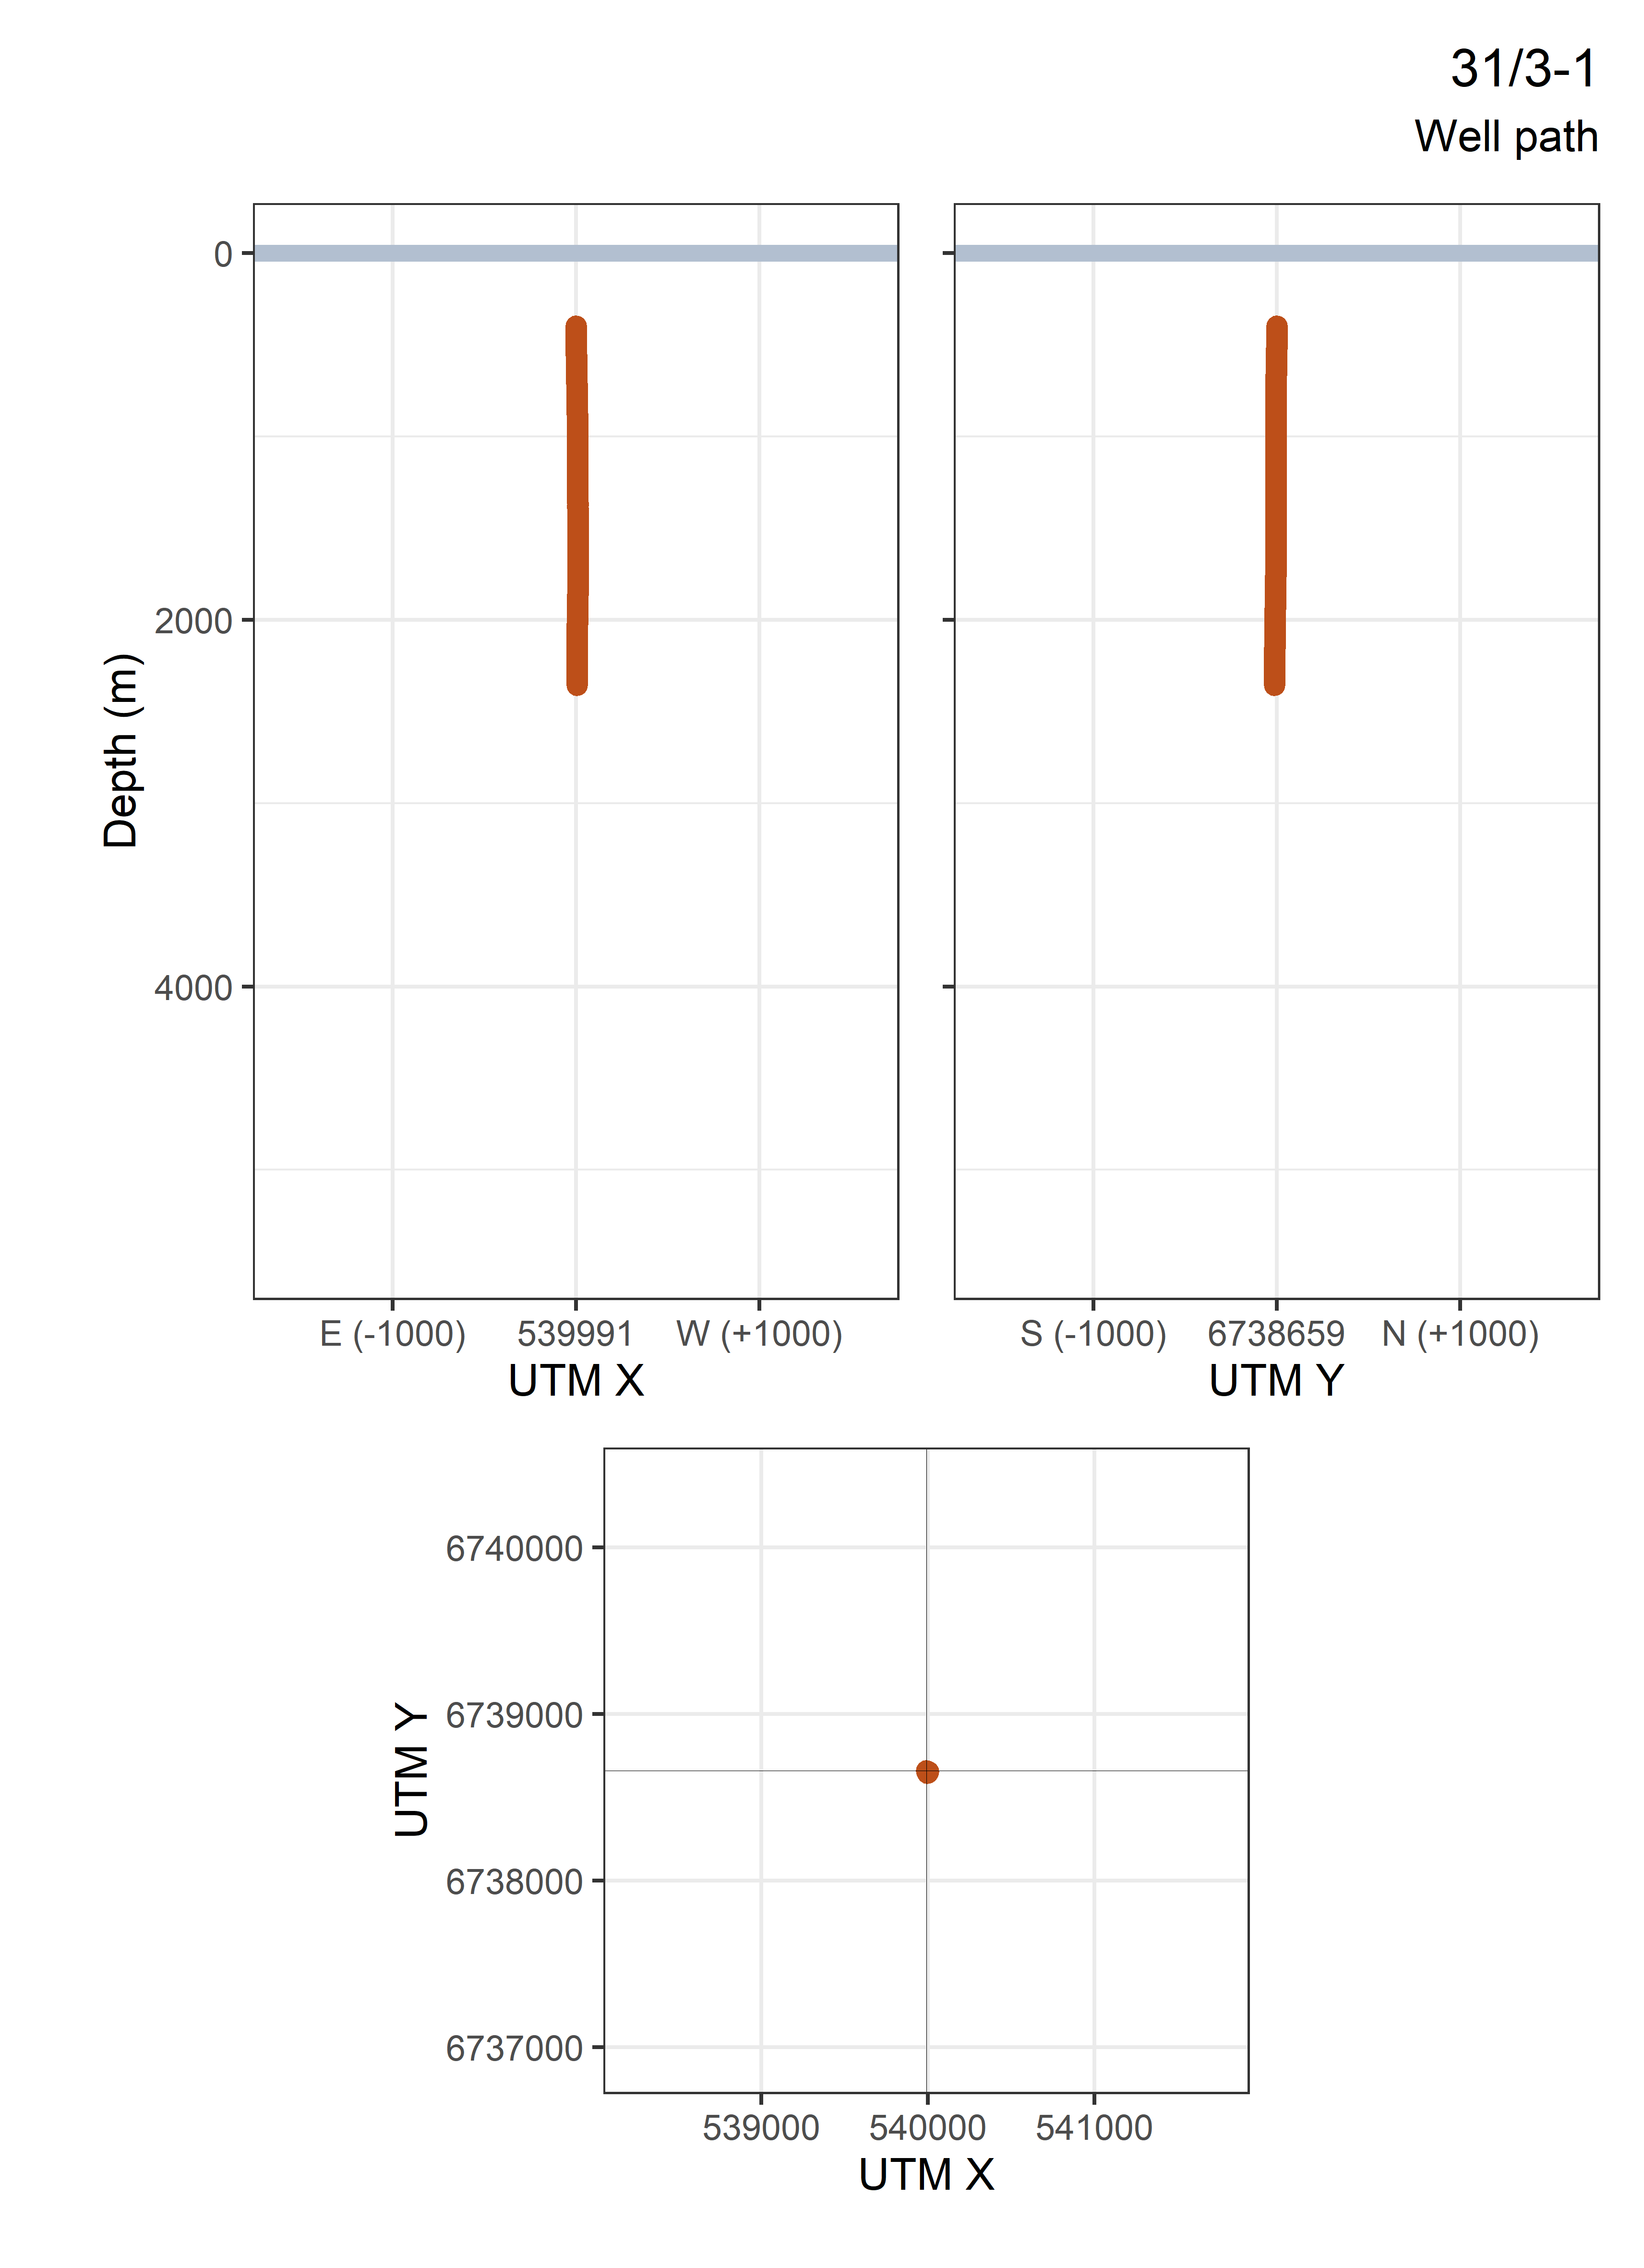 31/3-1
Well path
0
2000
4000
Depth (m)
E (-1000) 539991 W (+1000)
UTM X
S (-1000) 6738659 N (+1000)
UTM Y
6740000
6739000
6738000
6737000
UTM Y
539000 540000 541000
UTM X